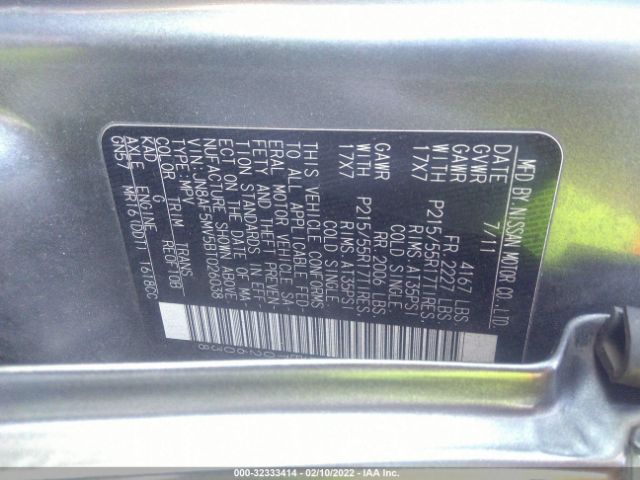 MFD. BY NISSAN MOTOR CO., LTD.
DATE 7/11
GVWR 4167 LBS.
GAWR FR 2227 LBS.
WITH P215/55R17 TIRES,
17X7 RIMS, AT 35PSI
COLD SINGLE.
GAWR RR 2006 LBS.
WITH P215/55R17 TIRES,
17X7 RIMS, AT 35PSI
COLD SINGLE.
THIS VEHICLE CONFORMS
TO ALL APPLICABLE FED-
ERAL MOTOR VEHICLE SA-
FETY AND THEFT PREVEN-
TION STANDARDS IN EFF-
ECT ON THE DATE OF MA-
NUFACTURE SHOWN ABOVE.
VIN: JN8AF5MV5BT026038
TYPE: MPV
COLOR TRIM TRANS
KAD G RE0F10B
AXLE ENGINE
GN57 MR16 DDT 1618CC
000-32333414 - 02/10/2022 - IAA Inc.